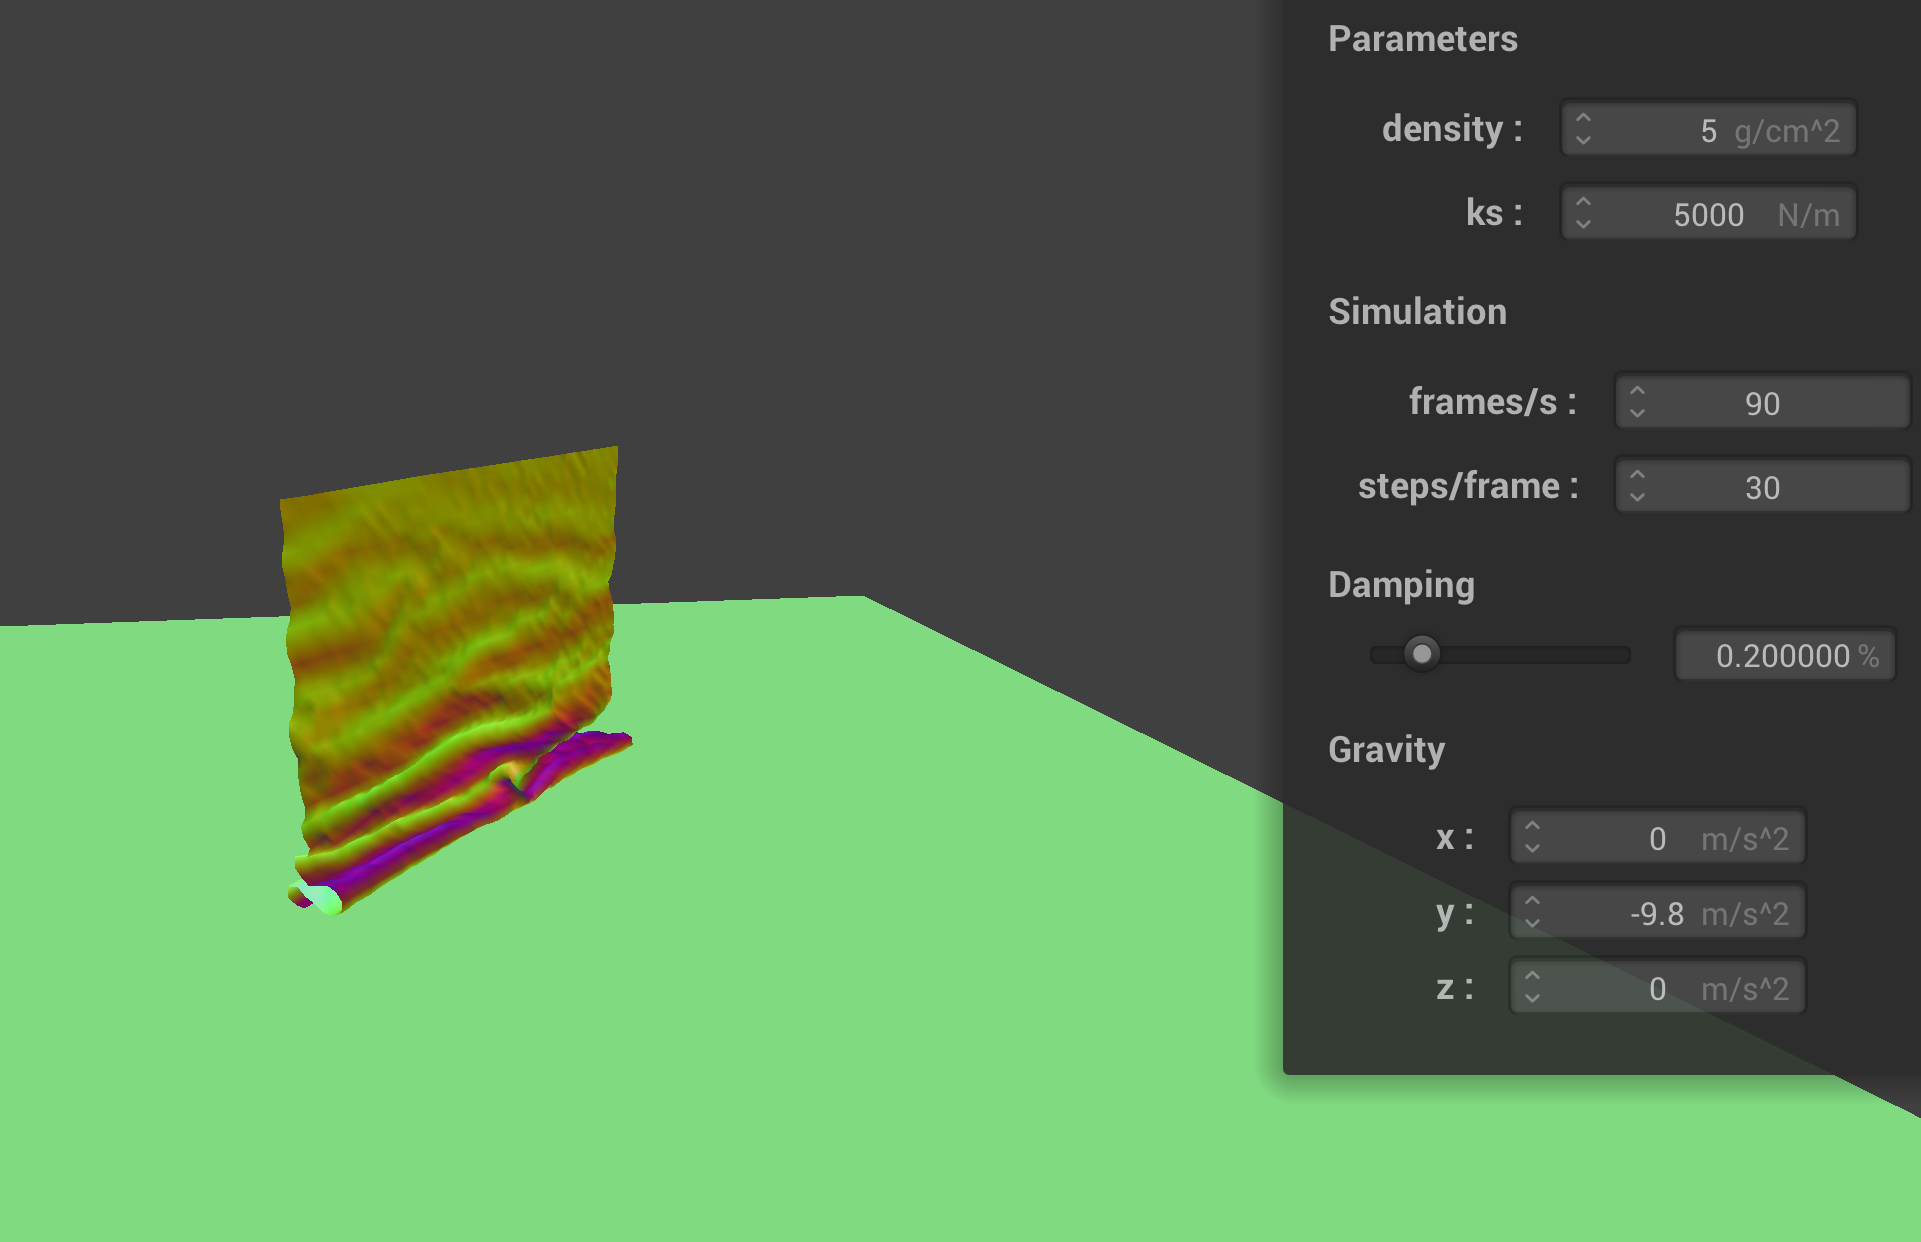 Parameters
density : 5 g/cm^2
ks : 5000 N/m
Simulation
frames/s : 90
steps/frame : 30
Damping
0.200000 %
Gravity
x : 0 m/s^2
y : -9.8 m/s^2
z : 0 m/s^2